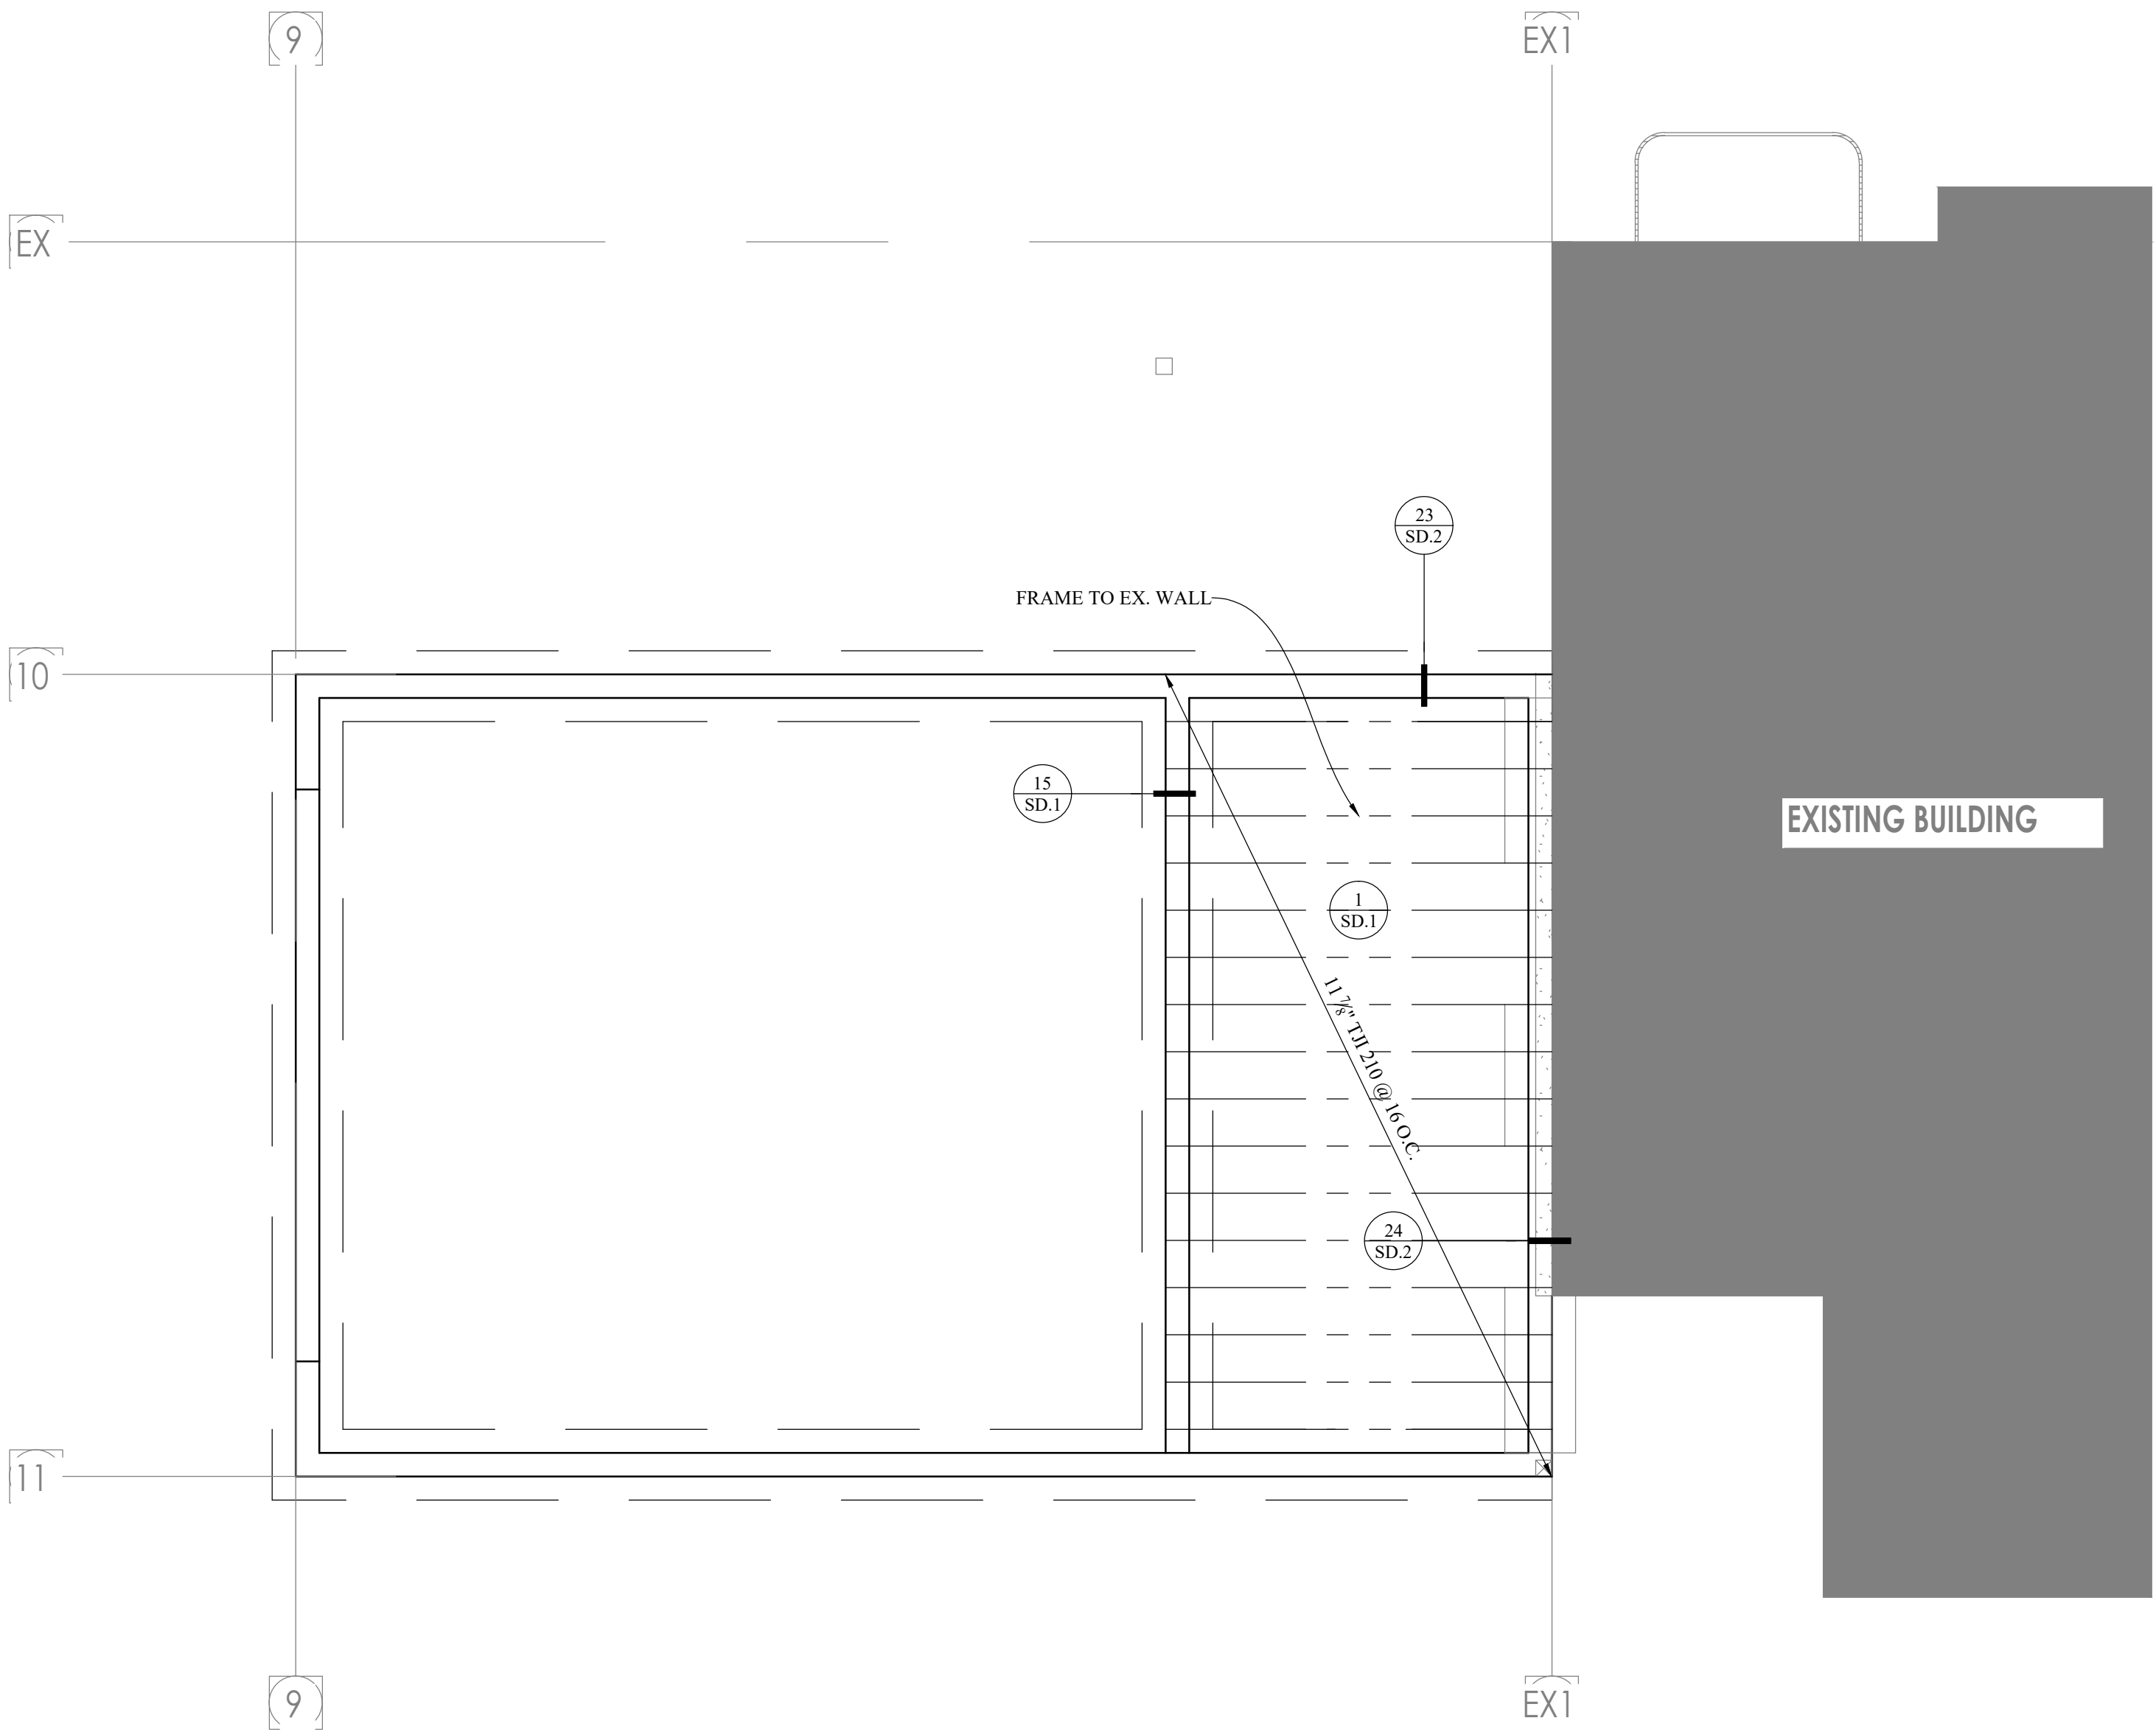 9
EX1
EX
23
SD.2
FRAME TO EX. WALL
10
15
SD.1
EXISTING BUILDING
1
SD.1
11 ⅞" TJI 210 @ 16 O.C.
24
SD.2
11
9
EX1